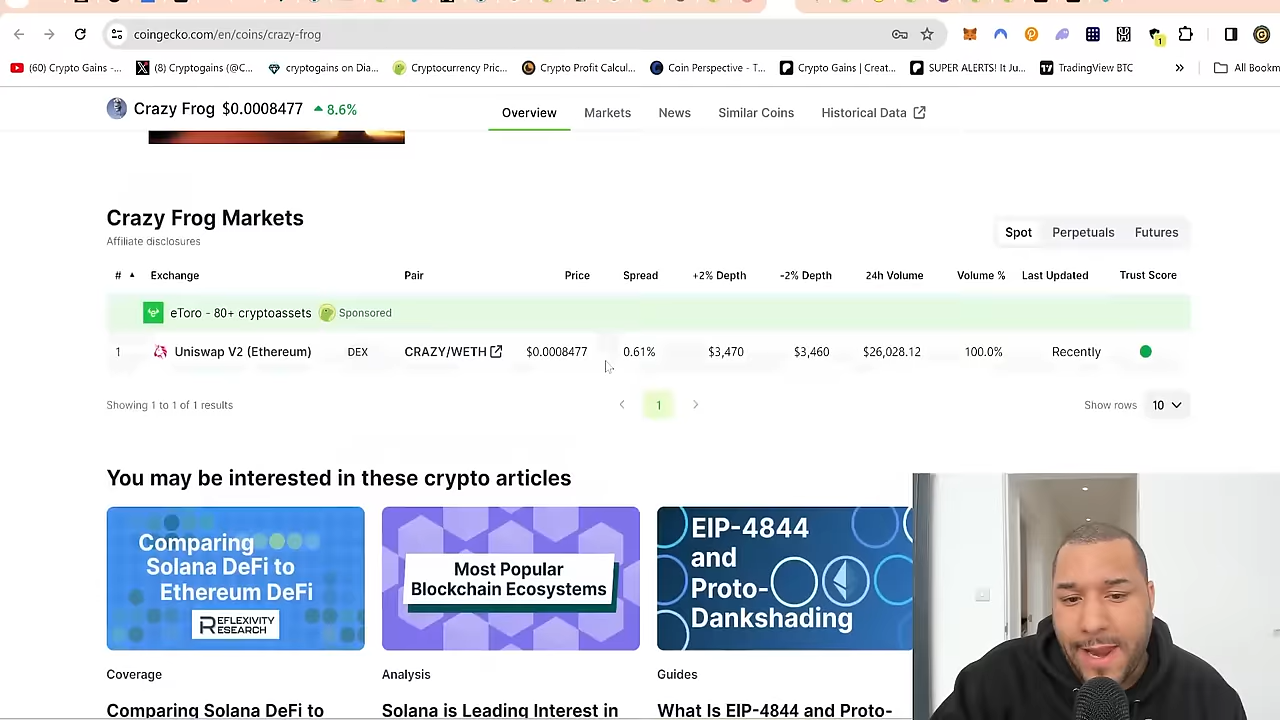 coingecko.com/en/coins/crazy-frog
1
(60) Crypto Gains -...
(8) Cryptogains (@C...
cryptogains on Dia...
Cryptocurrency Pric...
Crypto Profit Calcul...
Coin Perspective - T...
Crypto Gains | Creat...
SUPER ALERTS! It Ju...
TradingView BTC
»
All Bookm
Crazy Frog $0.0008477 8.6%
Overview
Markets
News
Similar Coins
Historical Data
Crazy Frog Markets
Affiliate disclosures
Spot Perpetuals Futures
# Exchange Pair Price Spread +2% Depth -2% Depth 24h Volume Volume % Last Updated Trust Score
eToro - 80+ cryptoassets Sponsored
1 Uniswap V2 (Ethereum) DEX CRAZY/WETH $0.0008477 0.61% $3,470 $3,460 $26,028.12 100.0% Recently
Showing 1 to 1 of 1 results
1
Show rows 10
You may be interested in these crypto articles
Comparing
Solana DeFi to
Ethereum DeFi
REFLEXIVITY
RESEARCH
Most Popular
Blockchain Ecosystems
EIP-4844
and
Proto-
Dankshading
Coverage
Analysis
Guides
Comparing Solana DeFi to
Solana is Leading Interest in
What Is EIP-4844 and Proto-